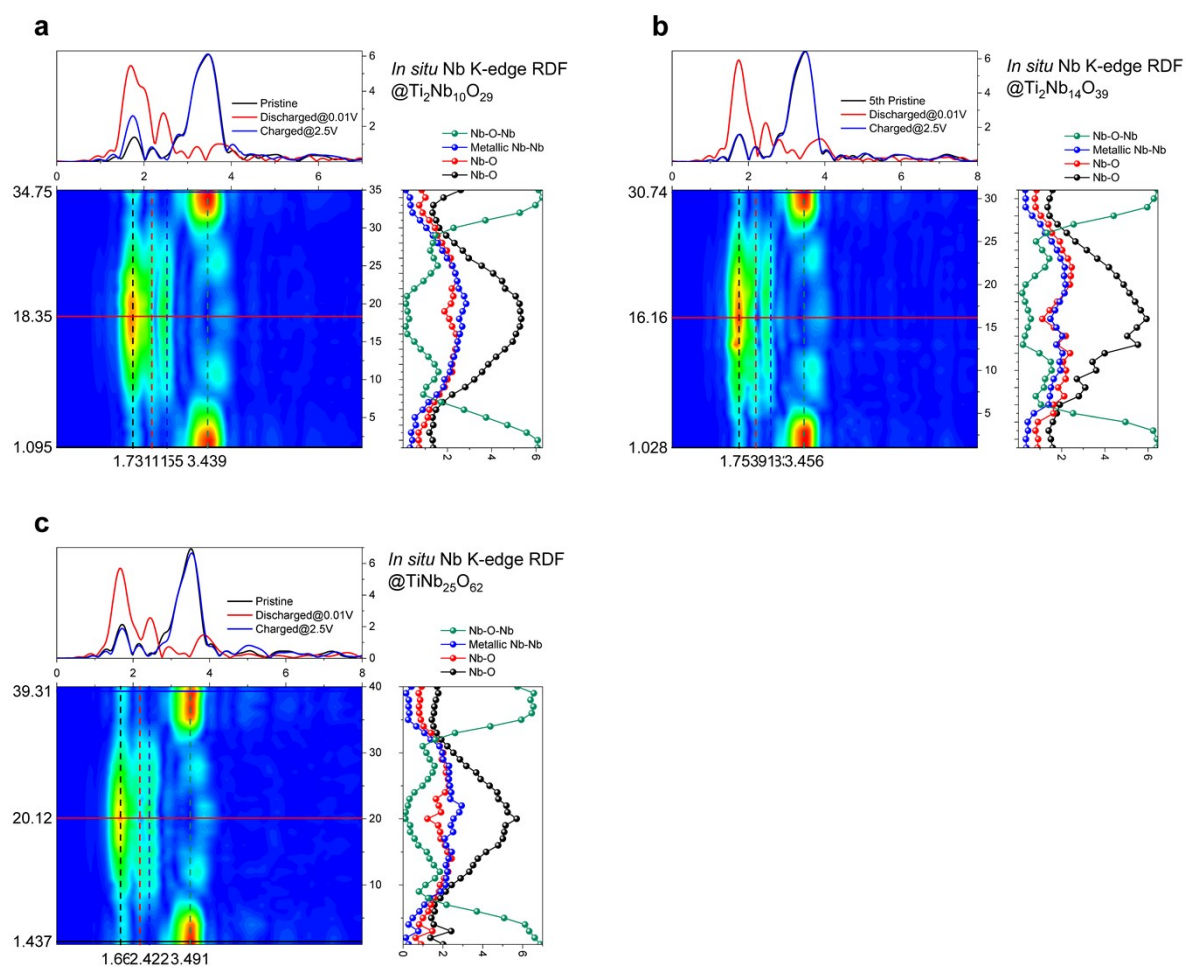 a
In situ Nb K-edge RDF
@Ti2Nb10O29
Pristine
Discharged@0.01V
Charged@2.5V
6
4
2
0 2 4 6
Nb-O-Nb
Metallic Nb-Nb
Nb-O
Nb-O
34.75
18.35
1.095
3.439
35
30
25
20
15
10
5
0 2 4 6
b
In situ Nb K-edge RDF
@Ti2Nb14O39
5th Pristine
Discharged@0.01V
Charged@2.5V
6
4
2
0 1 2 3 4 5 6 7 8
Nb-O-Nb
Metallic Nb-Nb
Nb-O
Nb-O
30.74
16.16
1.028
3.456
30
25
20
15
10
5
2 4 6
c
In situ Nb K-edge RDF
@TiNb25O62
Pristine
Discharged@0.01V
Charged@2.5V
6
4
2
0
0 2 4 6 8
Nb-O-Nb
Metallic Nb-Nb
Nb-O
Nb-O
39.31
20.12
1.437
3.491
40
30
20
10
0 2 4 6